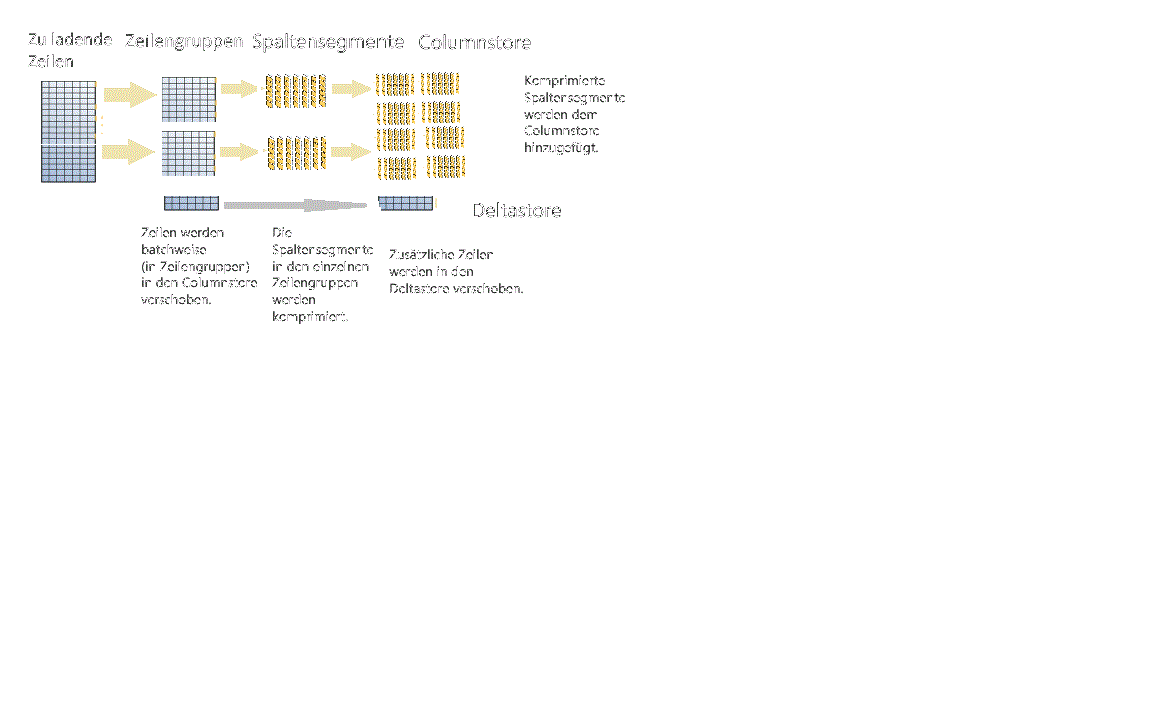 Zu ladende
Zeilen
Zeilengruppen
Spaltensegmente
Columnstore
Komprimierte
Spaltensegmente
werden dem
Columnstore
hinzugefügt.
Deltastore
Zeilen werden
batchweise
(in Zeilengruppen)
in den Columnstore
verschoben.
Die
Spaltensegmente
in den einzelnen
Zeilengruppen
werden
komprimiert.
Zusätzliche Zeilen
werden in den
Deltastore verschoben.